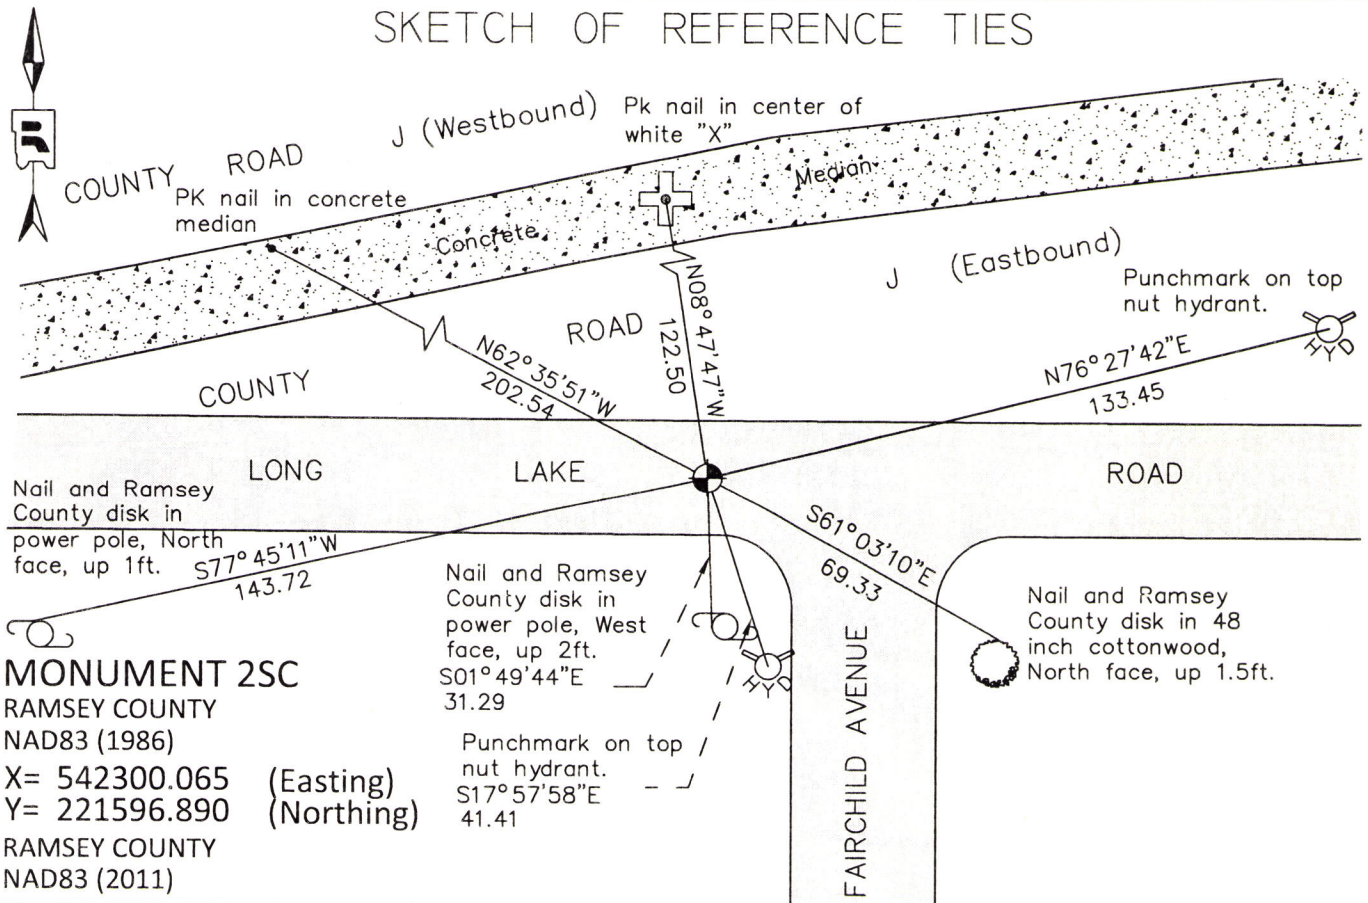 SKETCH OF REFERENCE TIES
COUNTY ROAD J (Westbound)
Pk nail in center of
white "X"
PK nail in concrete
median
Concrete
Median
COUNTY ROAD J (Eastbound)
Punchmark on top
nut hydrant.
HYD
N62°35'51"W
202.54
N08°47'47"W
122.50
N76°27'42"E
133.45
LONG LAKE ROAD
Nail and Ramsey
County disk in
power pole, North
face, up 1ft.
S77°45'11"W
143.72
S61°03'10"E
69.33
Nail and Ramsey
County disk in
power pole, West
face, up 2ft.
S01°49'44"E
31.29
HYD
Punchmark on top
nut hydrant.
S17°57'58"E
41.41
FAIRCHILD AVENUE
Nail and Ramsey
County disk in 48
inch cottonwood,
North face, up 1.5ft.
MONUMENT 2SC
RAMSEY COUNTY
NAD83 (1986)
X= 542300.065 (Easting)
Y= 221596.890 (Northing)
RAMSEY COUNTY
NAD83 (2011)